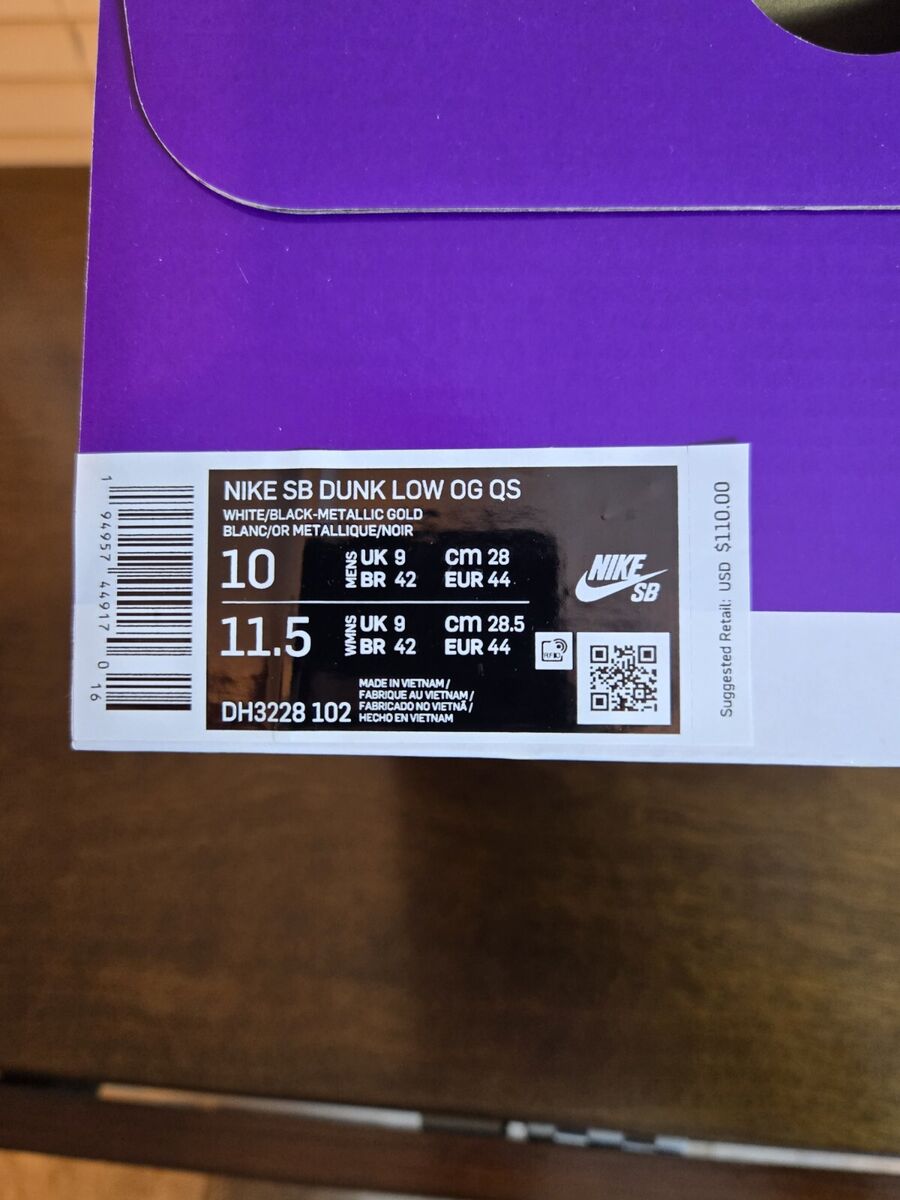 NIKE SB DUNK LOW OG QS
WHITE/BLACK-METALLIC GOLD
BLANC/OR METALLIQUE/NOIR
10 MENS UK 9 CM 28
BR 42 EUR 44
11.5 WMNS UK 9 CM 28.5
BR 42 EUR 44
MADE IN VIETNAM /
FABRIQUE AU VIETNAM /
FABRICADO NO VIETNÃ /
HECHO EN VIETNAM
DH3228 102
NIKE
SB
RFID
1 94957 44917 0 16
Suggested Retail: USD $110.00